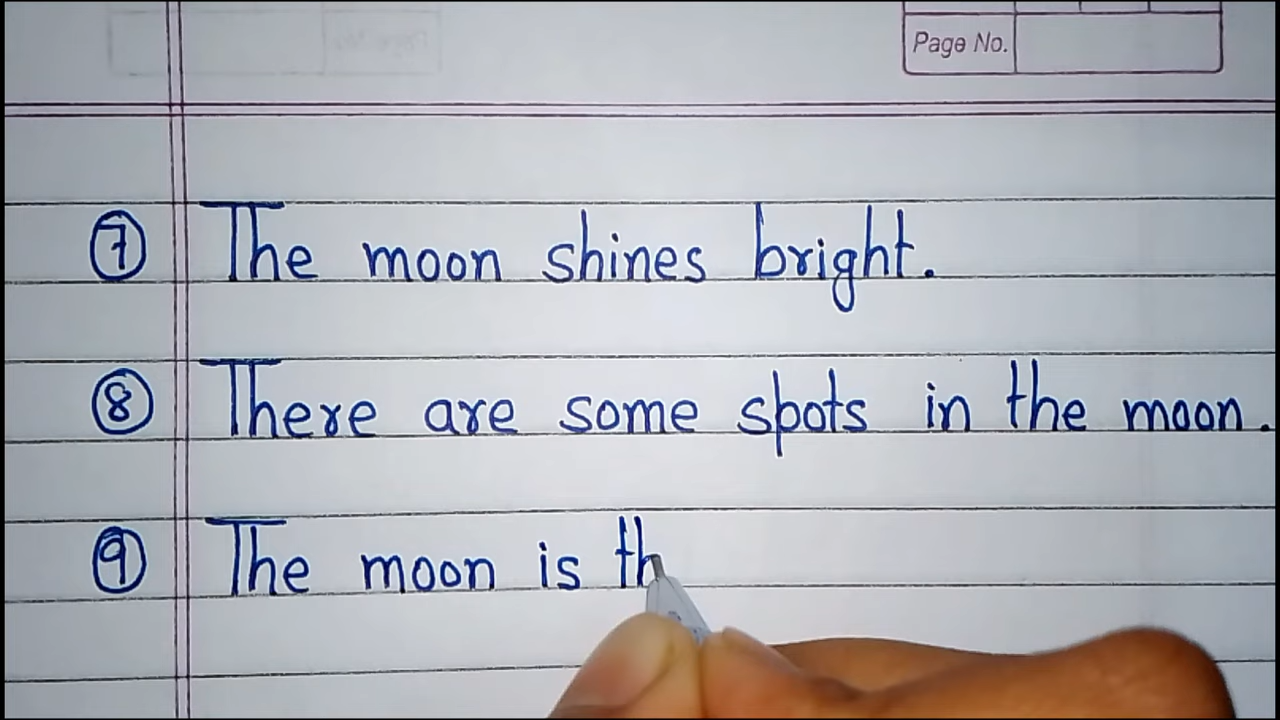 Page No.
⑦ The moon shines bright.
⑧ There are some spots in the moon.
⑨ The moon is th